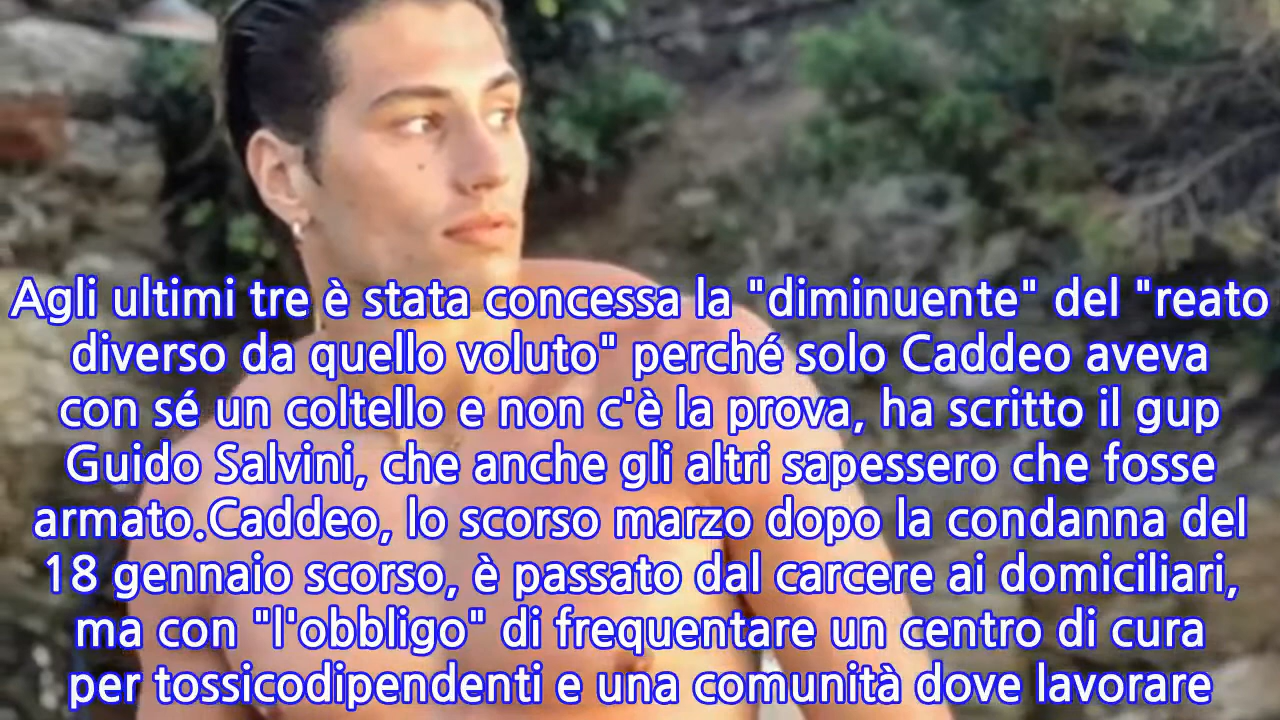 Agli ultimi tre è stata concessa la "diminuente" del "reato
diverso da quello voluto" perché solo Caddeo aveva
con sé un coltello e non c'è la prova, ha scritto il gup
Guido Salvini, che anche gli altri sapessero che fosse
armato.Caddeo, lo scorso marzo dopo la condanna del
18 gennaio scorso, è passato dal carcere ai domiciliari,
ma con "l'obbligo" di frequentare un centro di cura
per tossicodipendenti e una comunità dove lavorare